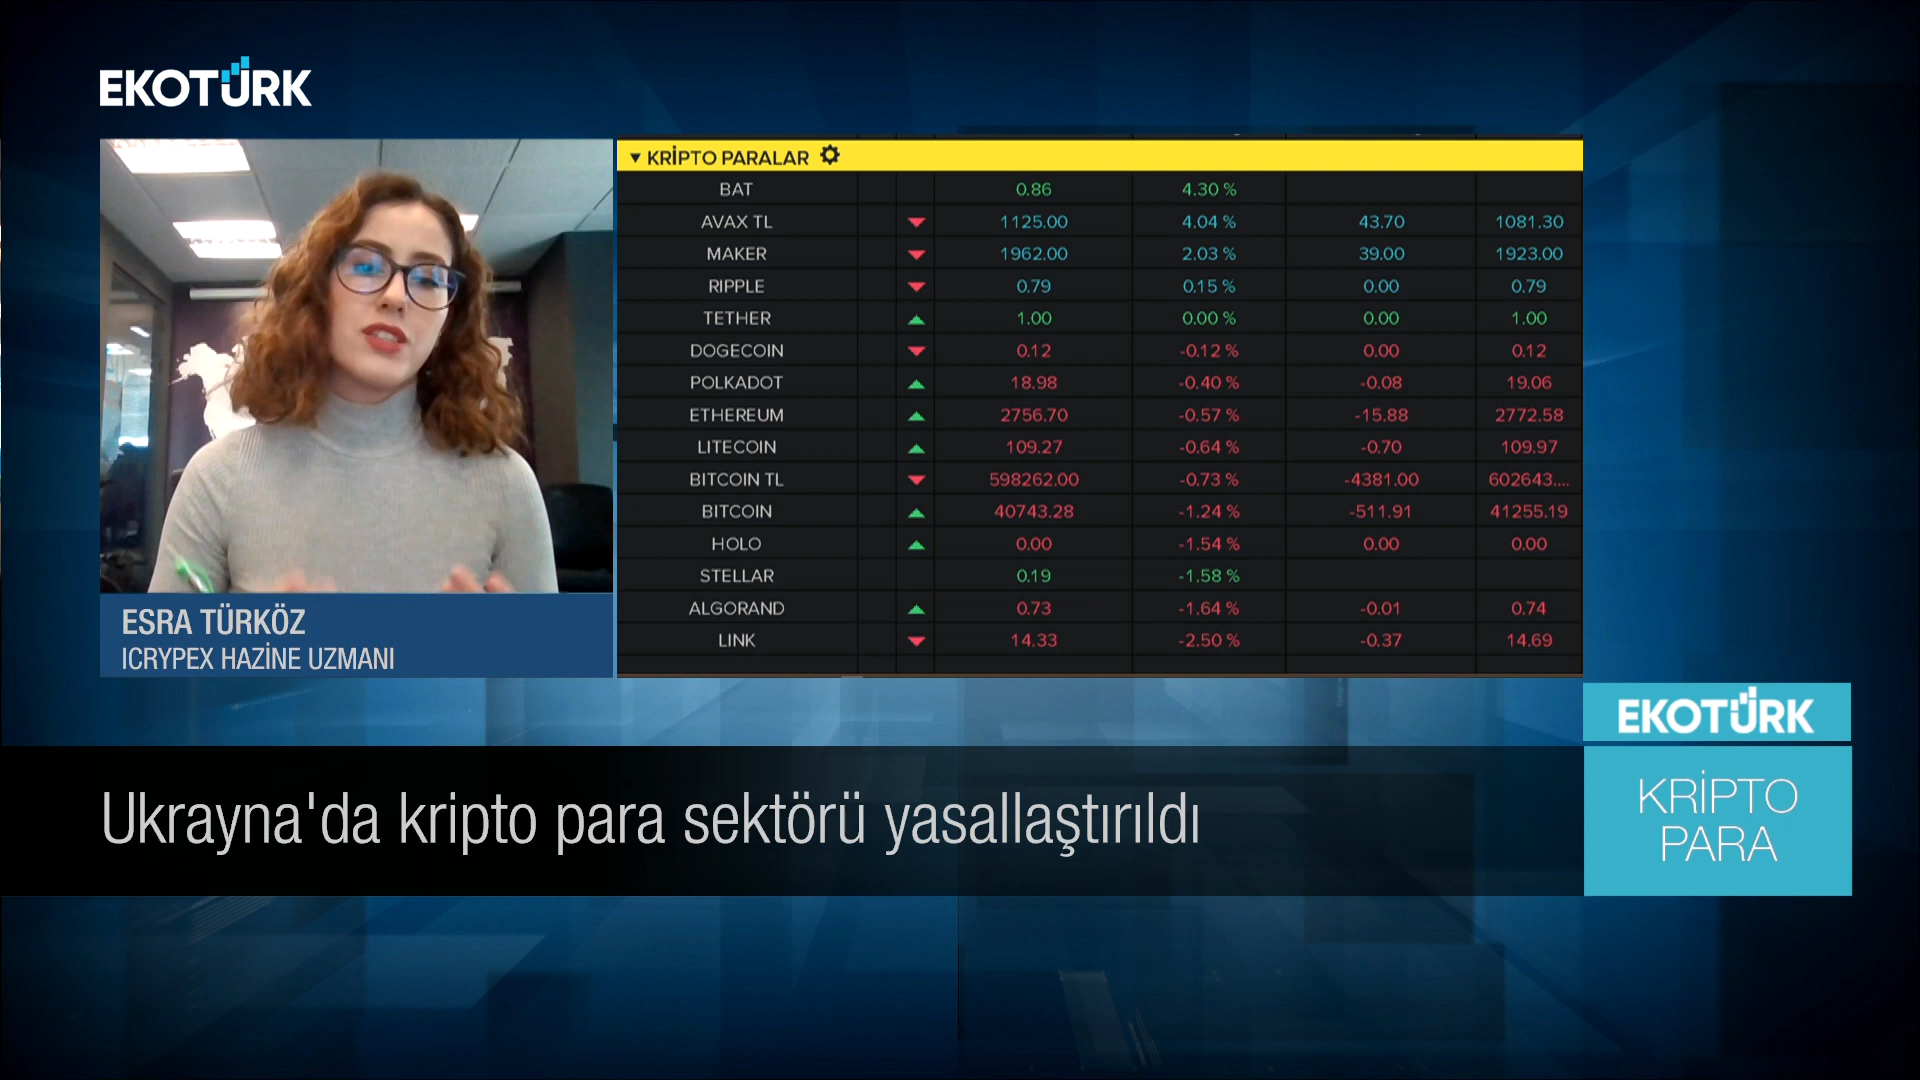 EKOTÜRK
KRİPTO PARALAR
BAT 0.86 4.30 %
AVAX TL 1125.00 4.04 % 43.70 1081.30
MAKER 1962.00 2.03 % 39.00 1923.00
RIPPLE 0.79 0.15 % 0.00 0.79
TETHER 1.00 0.00 % 0.00 1.00
DOGECOIN 0.12 -0.12 % 0.00 0.12
POLKADOT 18.98 -0.40 % -0.08 19.06
ETHEREUM 2756.70 -0.57 % -15.88 2772.58
LITECOIN 109.27 -0.64 % -0.70 109.97
BITCOIN TL 598262.00 -0.73 % -4381.00 602643....
BITCOIN 40743.28 -1.24 % -511.91 41255.19
HOLO 0.00 -1.54 % 0.00 0.00
STELLAR 0.19 -1.58 %
ALGORAND 0.73 -1.64 % -0.01 0.74
LINK 14.33 -2.50 % -0.37 14.69
ESRA TÜRKÖZ
ICRYPEX HAZİNE UZMANI
EKOTÜRK
Ukrayna'da kripto para sektörü yasallaştırıldı
KRİPTO
PARA